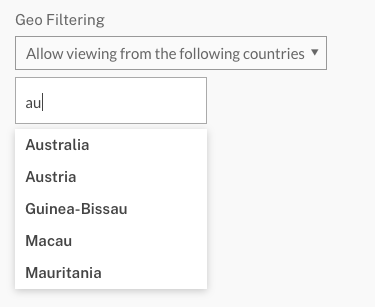 Geo Filtering
Allow viewing from the following countries
au
Australia
Austria
Guinea-Bissau
Macau
Mauritania